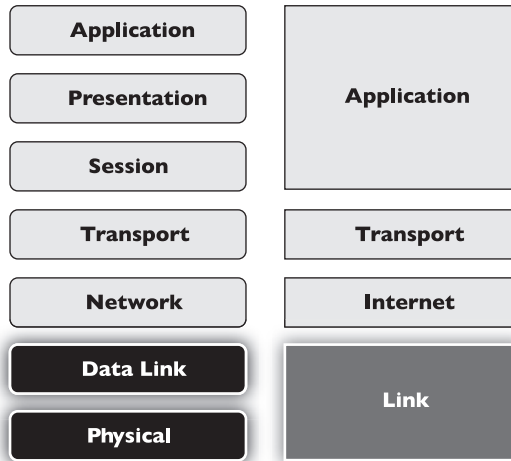 Application
Presentation
Session
Transport
Network
Data Link
Physical
Application
Transport
Internet
Link